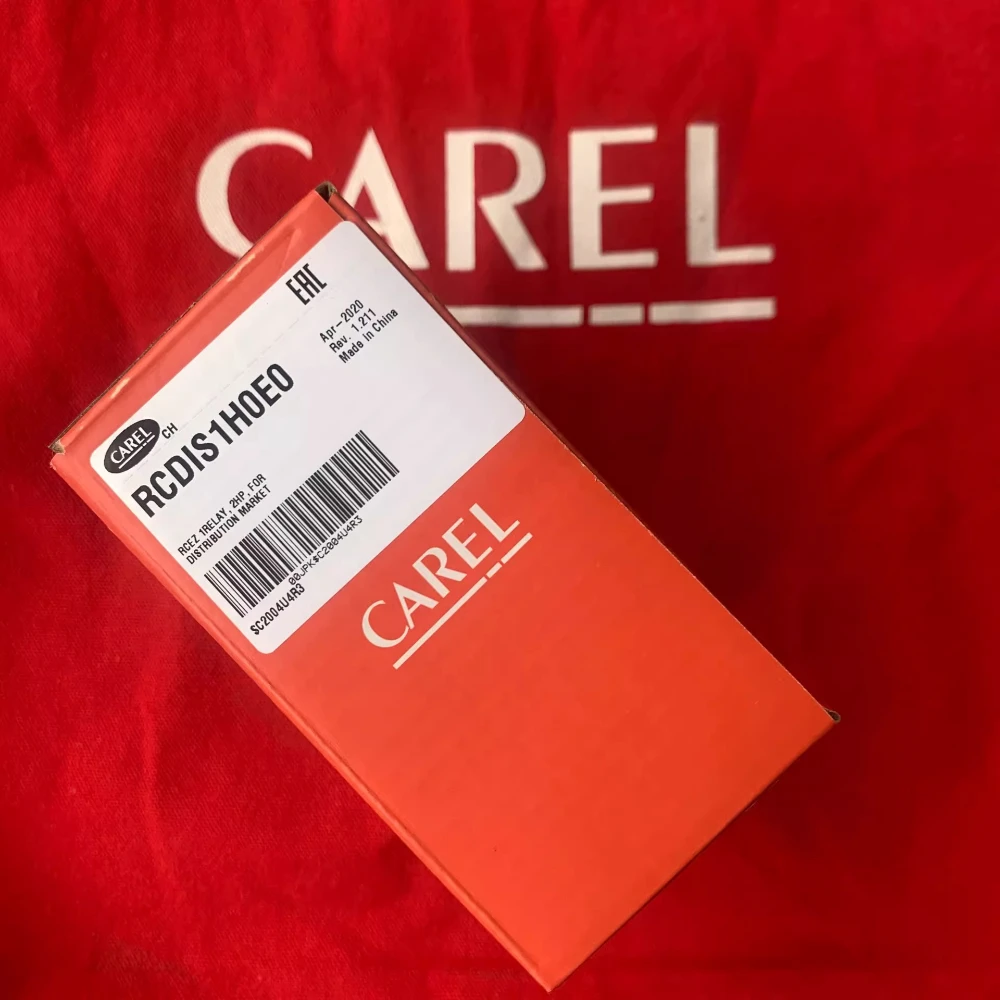 CAREL
EAC
Apr-2020
Rev. 1.211
Made in China
CAREL
CH
RCDIS1H0E0
RCEZ 1RELAY, 2HP, FOR
DISTRIBUTION MARKET
00JPK$C2004U4R3
SC2004U4R3
CAREL